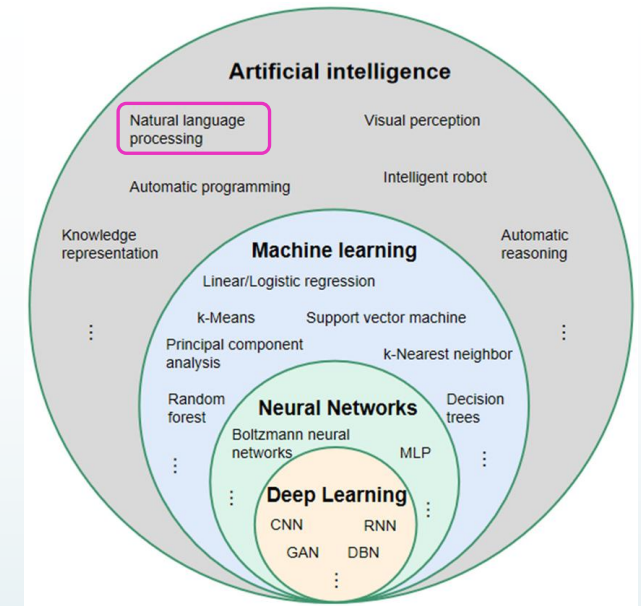 Artificial intelligence
Natural language
processing
Visual perception
Automatic programming
Intelligent robot
Knowledge
representation
Automatic
reasoning
Machine learning
Linear/Logistic regression
k-Means
Support vector machine
Principal component
analysis
k-Nearest neighbor
Random
forest
Decision
trees
Neural Networks
Boltzmann neural
networks
MLP
Deep Learning
CNN
RNN
GAN
DBN